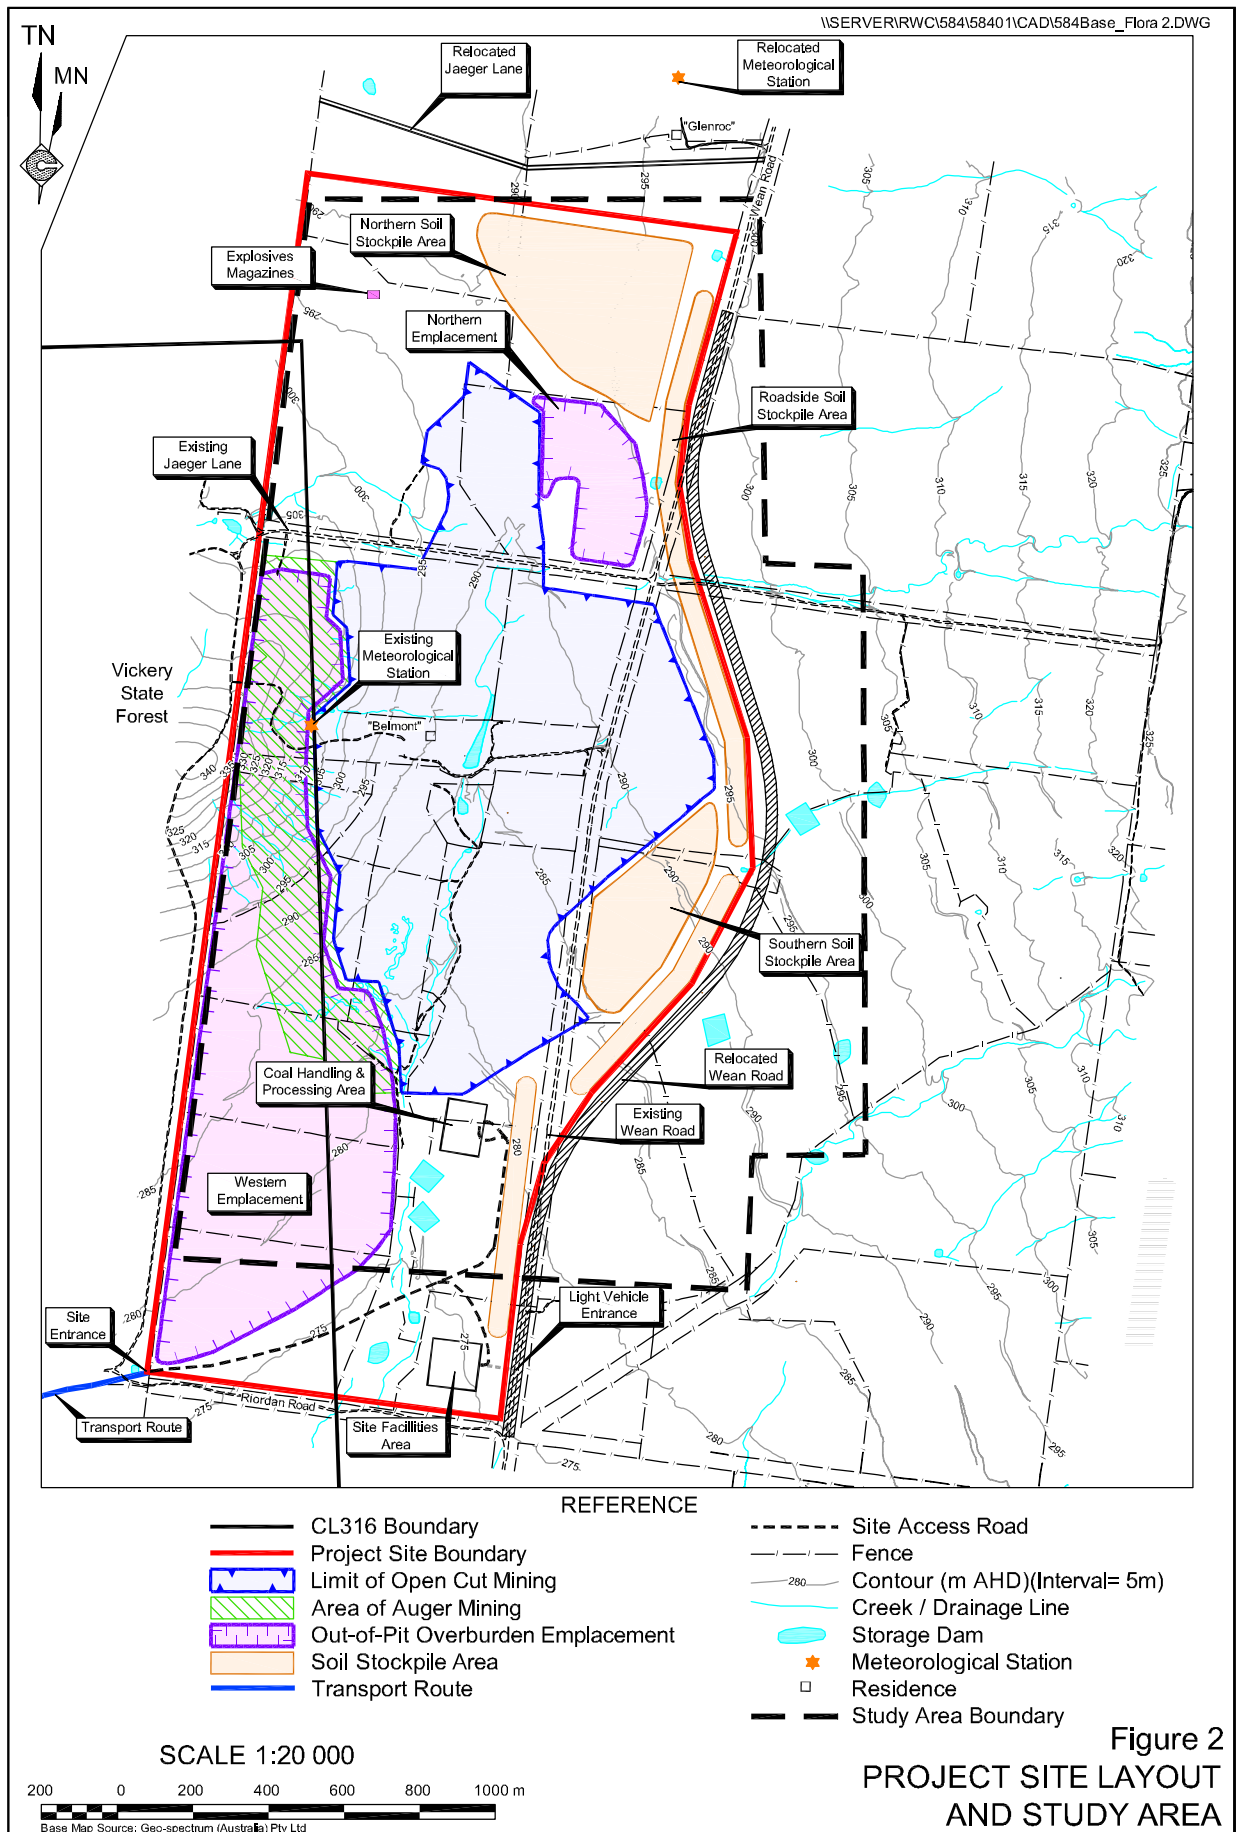 \\SERVER\RWC\584\58401\CAD\584Base_Flora 2.DWG
TN
MN
Relocated
Jaeger Lane
Relocated
Meteorological
Station
"Glenroc"
Wean Road
Northern Soil
Stockpile Area
Explosives
Magazines
Northern
Emplacement
Roadside Soil
Stockpile Area
Existing
Jaeger Lane
Vickery
State
Forest
Existing
Meteorological
Station
"Belmont"
Southern Soil
Stockpile Area
Coal Handling &
Processing Area
Relocated
Wean Road
Existing
Wean Road
Western
Emplacement
Light Vehicle
Entrance
Site
Entrance
Riordan Road
Transport Route
Site Facillities
Area
REFERENCE
CL316 Boundary
Project Site Boundary
Limit of Open Cut Mining
Area of Auger Mining
Out-of-Pit Overburden Emplacement
Soil Stockpile Area
Transport Route
Site Access Road
Fence
280 Contour (m AHD)(Interval= 5m)
Creek / Drainage Line
Storage Dam
Meteorological Station
Residence
Study Area Boundary
SCALE 1:20 000
200 0 200 400 600 800 1000 m
Base Map Source: Geo-spectrum (Australia) Pty Ltd
Figure 2
PROJECT SITE LAYOUT
AND STUDY AREA